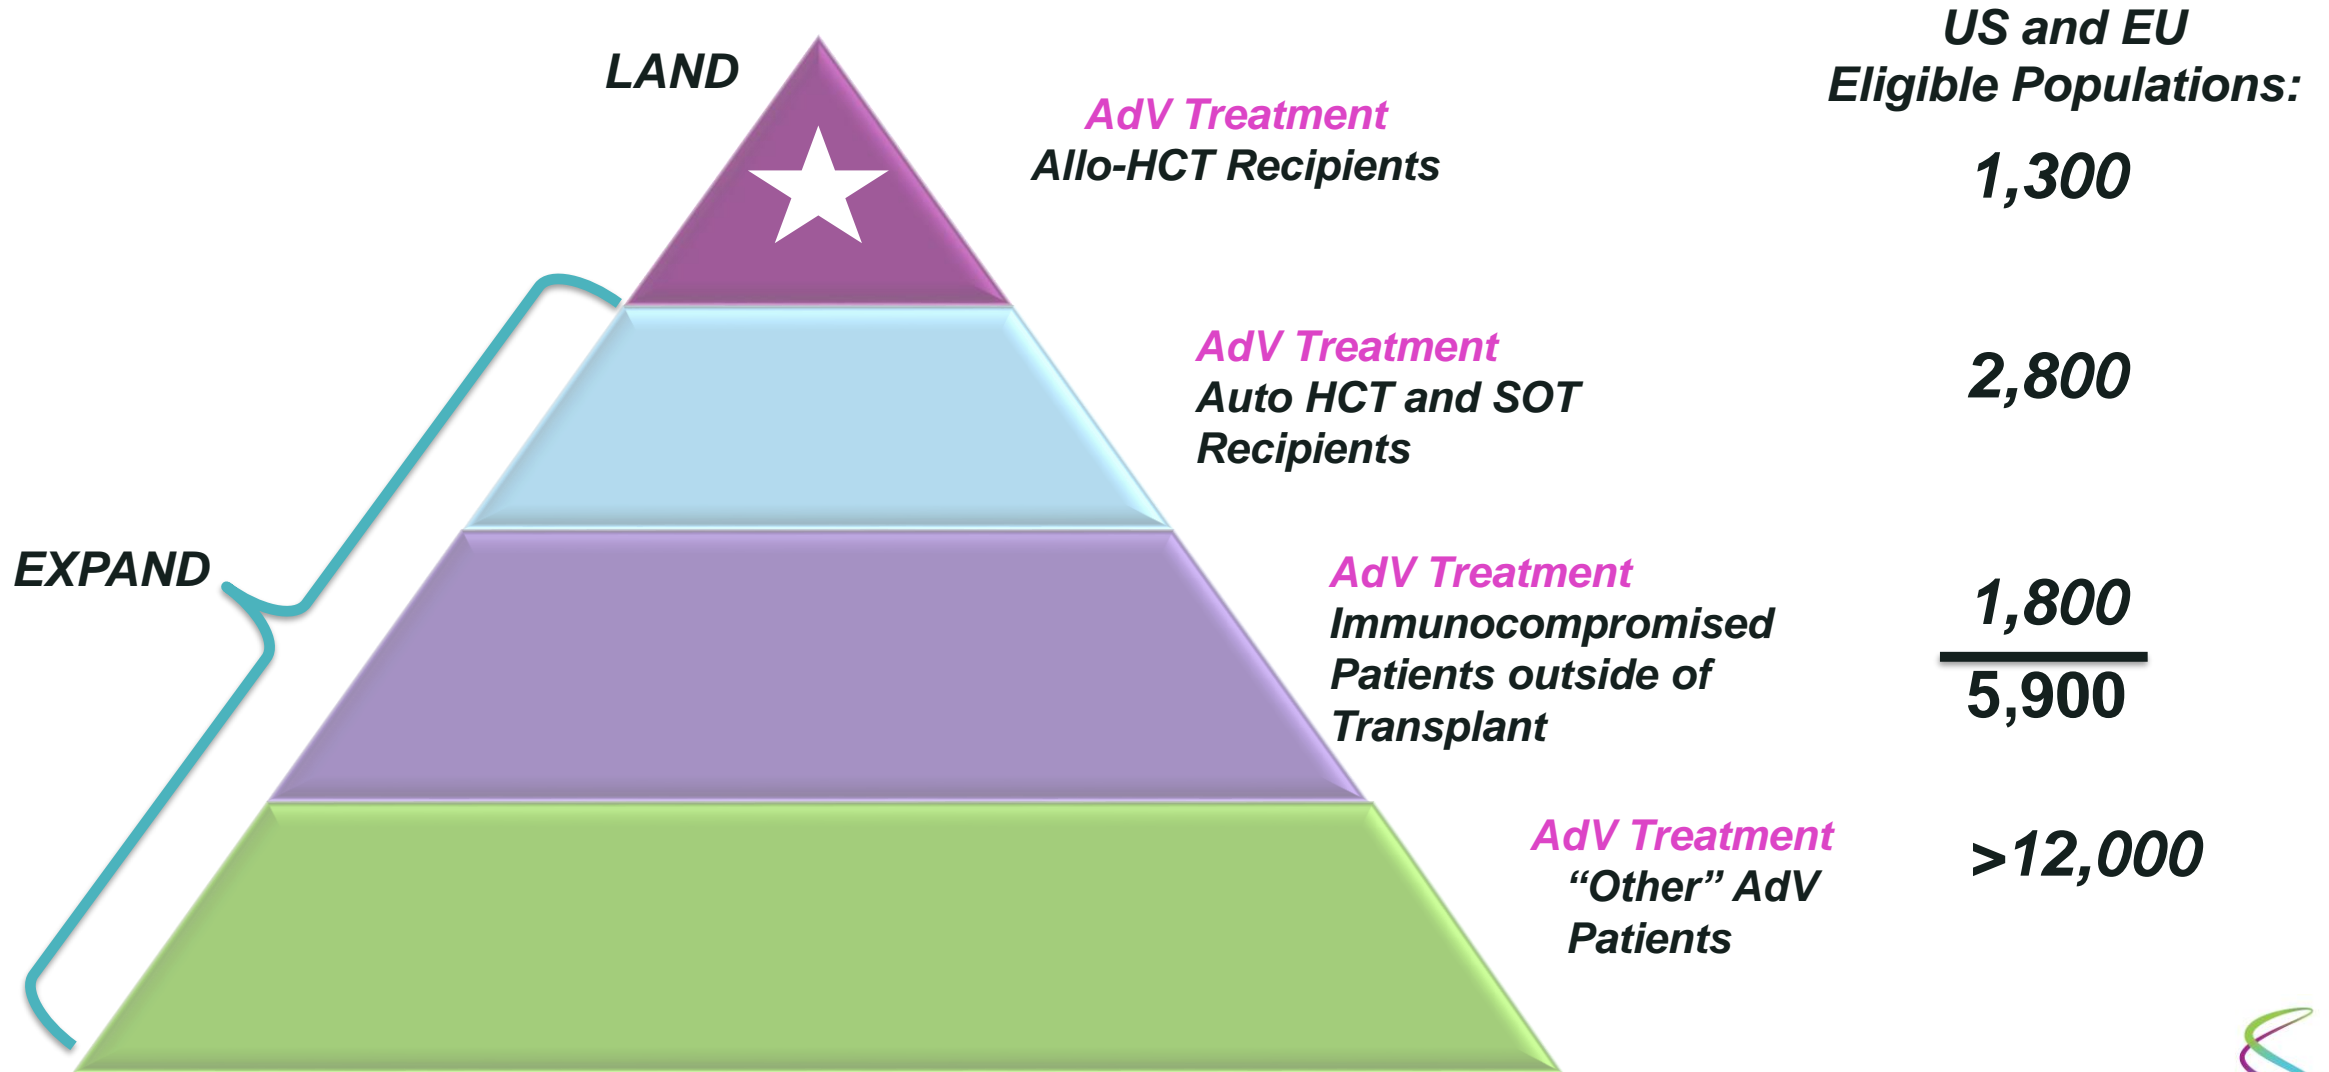 US and EU
Eligible Populations:
LAND
AdV Treatment
Allo-HCT Recipients
1,300
AdV Treatment
Auto HCT and SOT
Recipients
2,800
EXPAND
AdV Treatment
Immunocompromised
Patients outside of
Transplant
1,800
5,900
AdV Treatment
“Other” AdV
Patients
>12,000